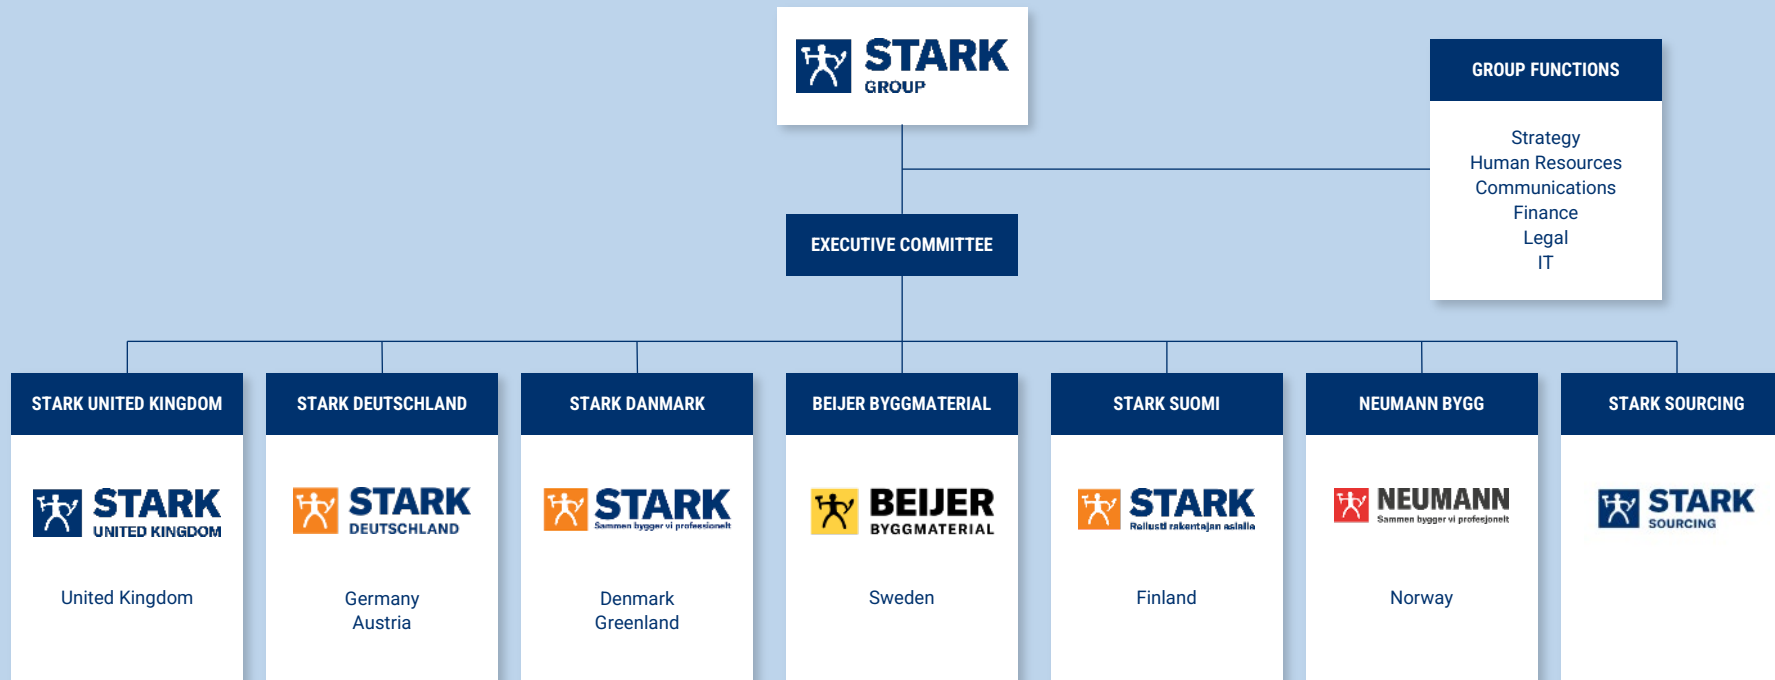 STARK
GROUP
GROUP FUNCTIONS
Strategy
Human Resources
Communications
Finance
Legal
IT
EXECUTIVE COMMITTEE
STARK UNITED KINGDOM
STARK
UNITED KINGDOM
United Kingdom
STARK DEUTSCHLAND
STARK
DEUTSCHLAND
Germany
Austria
STARK DANMARK
STARK
Sammen bygger vi professionelt
Denmark
Greenland
BEIJER BYGGMATERIAL
BEIJER
BYGGMATERIAL
Sweden
STARK SUOMI
STARK
Reilusti rakentajan asialla
Finland
NEUMANN BYGG
NEUMANN
Sammen bygger vi profesjonelt
Norway
STARK SOURCING
STARK
SOURCING